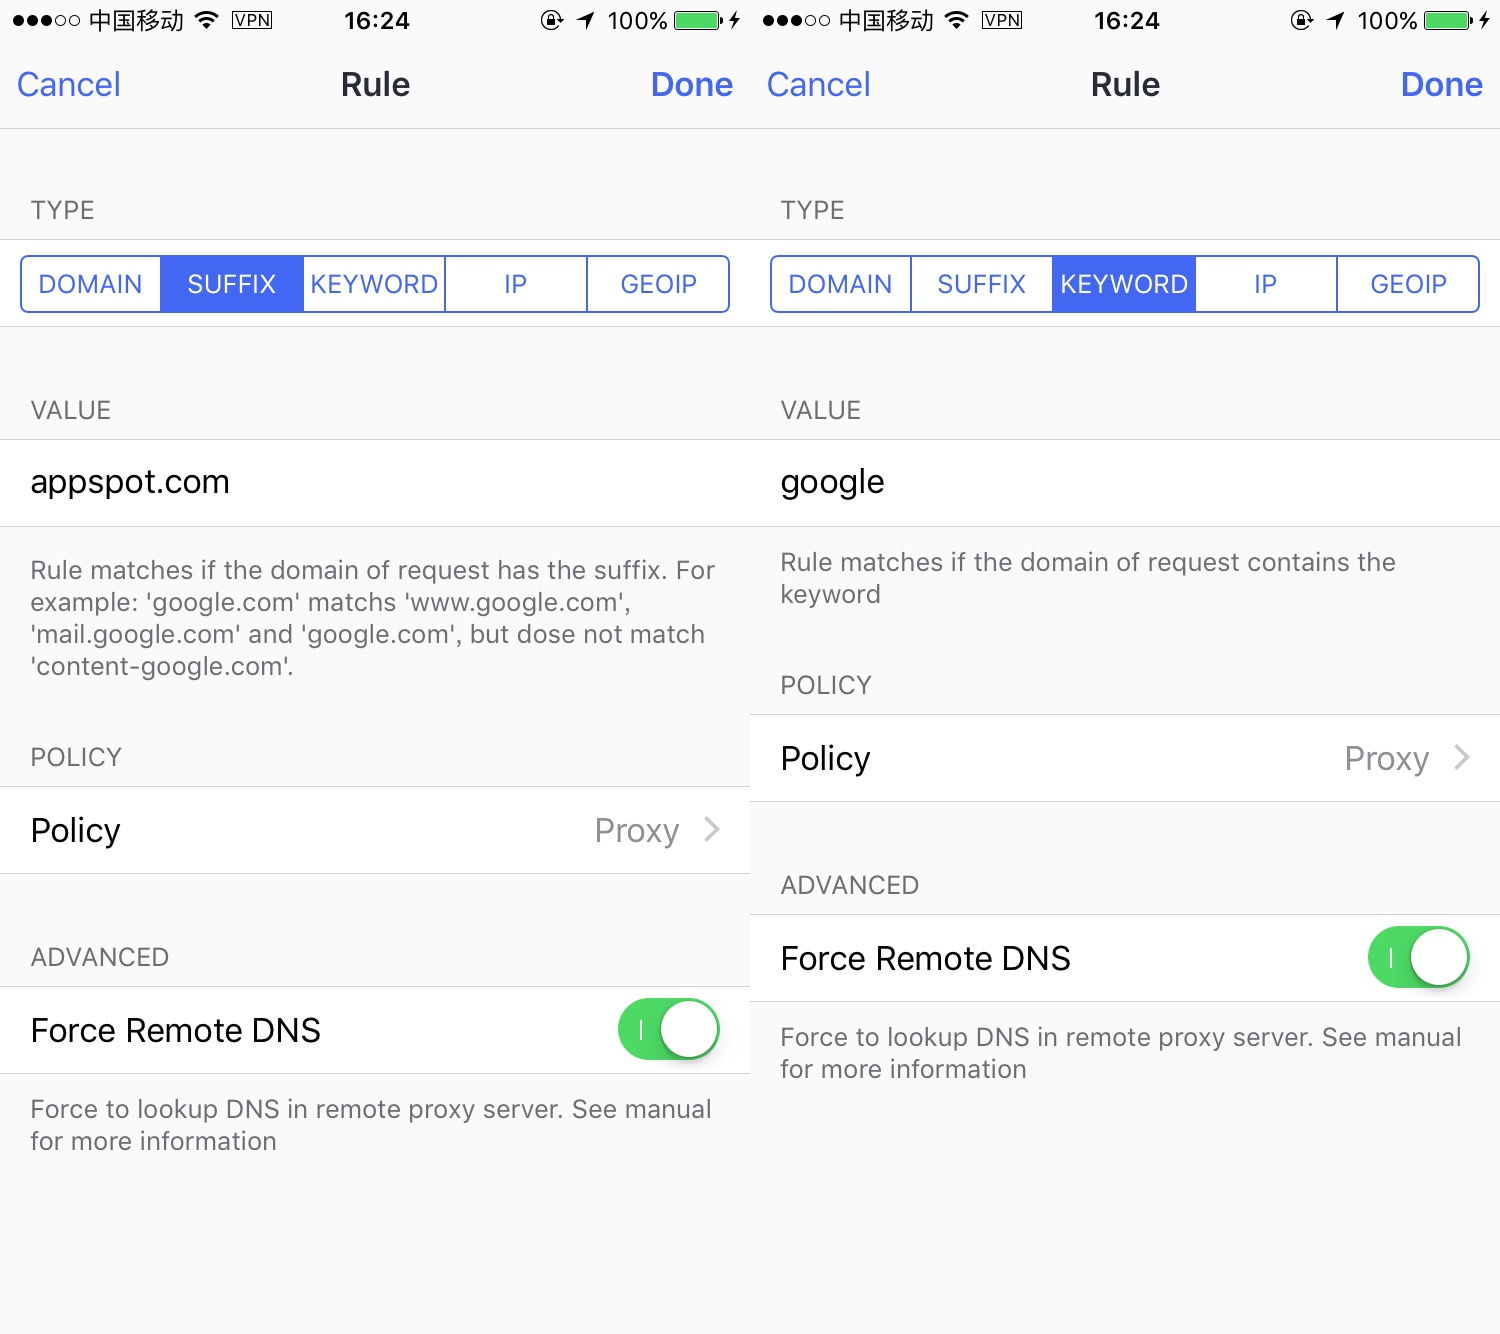 中国移动 VPN 16:24 100%
Cancel Rule Done
TYPE
DOMAIN SUFFIX KEYWORD IP GEOIP
VALUE
appspot.com
Rule matches if the domain of request has the suffix. For
example: 'google.com' matchs 'www.google.com',
'mail.google.com' and 'google.com', but dose not match
'content-google.com'.
POLICY
Policy Proxy
ADVANCED
Force Remote DNS
Force to lookup DNS in remote proxy server. See manual
for more information
中国移动 VPN 16:24 100%
Cancel Rule Done
TYPE
DOMAIN SUFFIX KEYWORD IP GEOIP
VALUE
google
Rule matches if the domain of request contains the
keyword
POLICY
Policy Proxy
ADVANCED
Force Remote DNS
Force to lookup DNS in remote proxy server. See manual
for more information